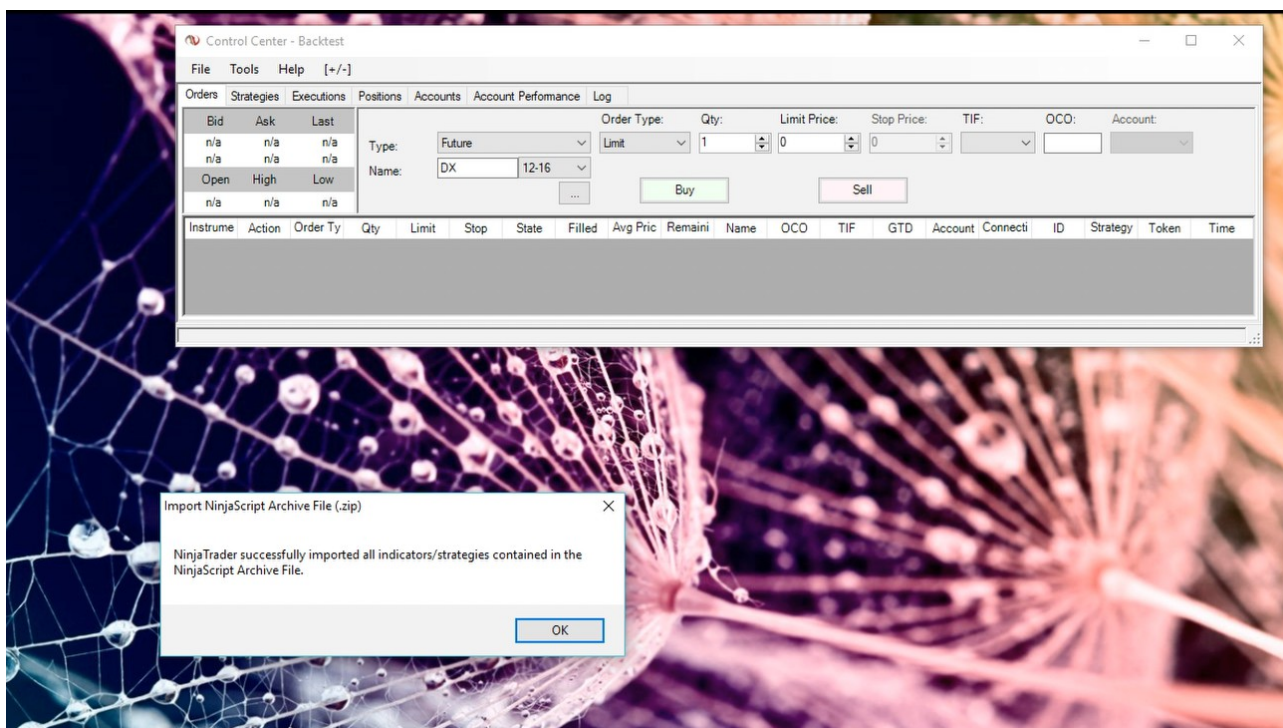 Control Center - Backtest
File Tools Help [+/-]
Orders Strategies Executions Positions Accounts Account Performance Log
Bid Ask Last
n/a n/a n/a
n/a n/a n/a
Open High Low
n/a n/a n/a
Type: Future
Name: DX 12-16
...
Order Type: Qty: Limit Price: Stop Price: TIF: OCO: Account:
Limit 1 0 0
Buy Sell
Instrume Action Order Ty Qty Limit Stop State Filled Avg Pric Remaini Name OCO TIF GTD Account Connecti ID Strategy Token Time
Import NinjaScript Archive File (.zip)
NinjaTrader successfully imported all indicators/strategies contained in the
NinjaScript Archive File.
OK